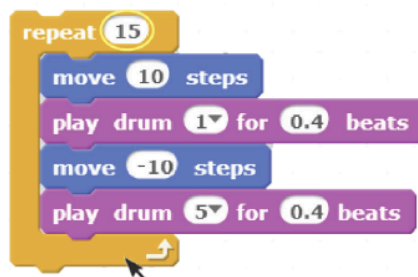 repeat 15
move 10 steps
play drum 1 for 0.4 beats
move -10 steps
play drum 5 for 0.4 beats